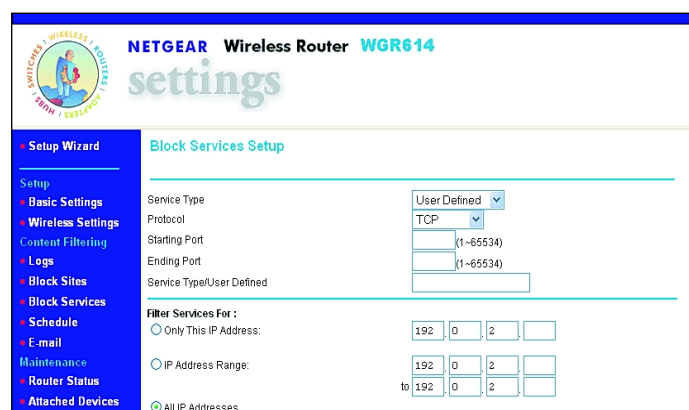 SWITCHES | WIRELESS | ROUTERS | ADAPTERS | HUBS
NETGEAR Wireless Router WGR614
settings
Setup Wizard
Setup
Basic Settings
Wireless Settings
Content Filtering
Logs
Block Sites
Block Services
Schedule
E-mail
Maintenance
Router Status
Attached Devices
Block Services Setup
Service Type User Defined
Protocol TCP
Starting Port (1~65534)
Ending Port (1~65534)
Service Type/User Defined
Filter Services For :
Only This IP Address: 192 . 0 . 2 .
IP Address Range: 192 . 0 . 2 .
to 192 . 0 . 2 .
All IP Addresses